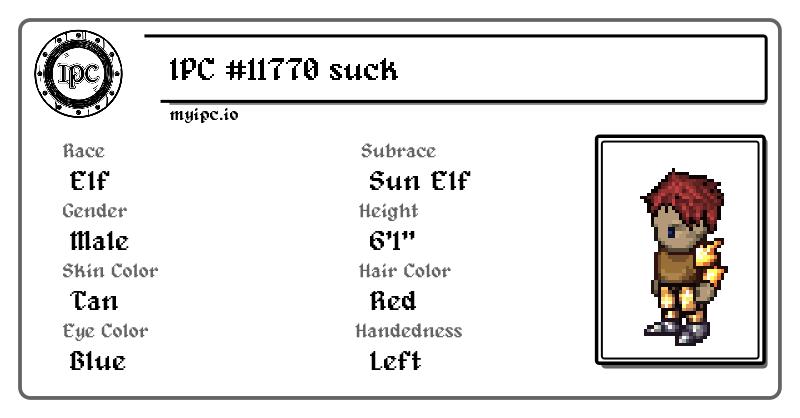 IPC
IPC #11770 suck
myipc.io
Race
Elf
Subrace
Sun Elf
Gender
Male
Height
6'1"
Skin Color
Tan
Hair Color
Red
Eye Color
Blue
Handedness
Left